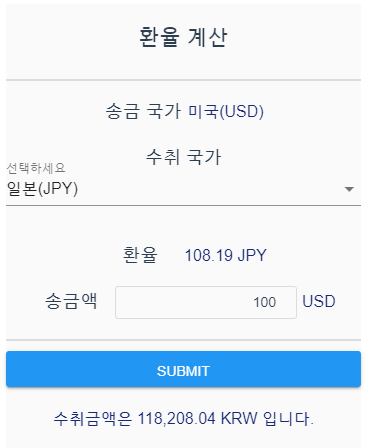 환율 계산
송금 국가 미국(USD)
수취 국가
선택하세요
일본(JPY)
환율 108.19 JPY
송금액 100 USD
SUBMIT
수취금액은 118,208.04 KRW 입니다.